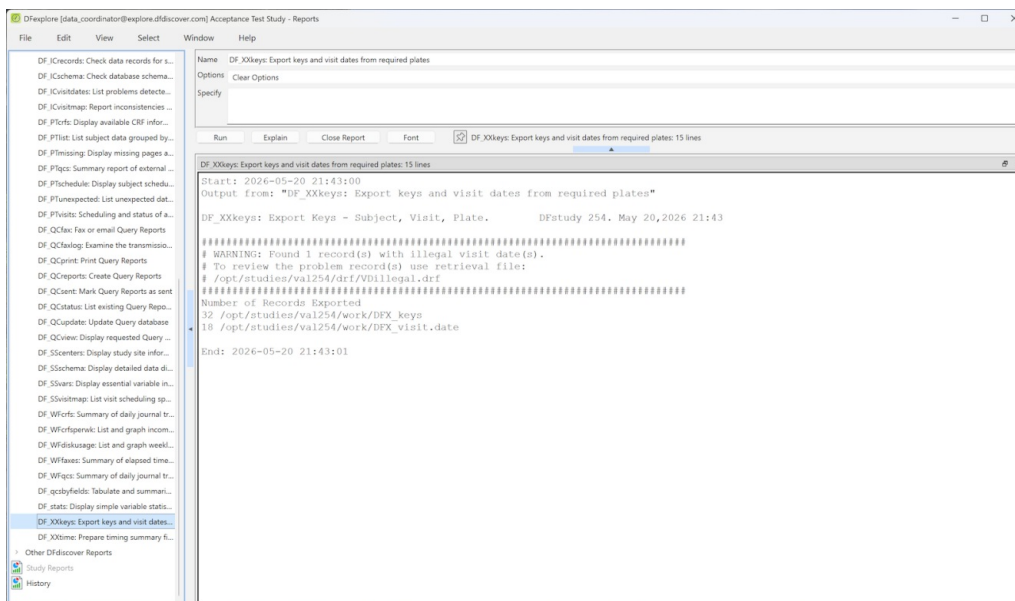 DFexplore [data_coordinator@explore.dfdiscover.com] Acceptance Test Study - Reports
File Edit View Select Window Help
DF_ICrecords: Check data records for s...
DF_ICschema: Check database schema...
DF_ICvisitdates: List problems detecte...
DF_ICvisitmap: Report inconsistencies ...
DF_PTcrfs: Display available CRF infor...
DF_PTlist: List subject data grouped by...
DF_PTmissing: Display missing pages a...
DF_PTqcs: Summary report of external ...
DF_PTschedule: Display subject schedu...
DF_PTunexpected: List unexpected dat...
DF_PTvisits: Scheduling and status of a...
DF_QCfax: Fax or email Query Reports
DF_QCfaxlog: Examine the transmissio...
DF_QCprint: Print Query Reports
DF_QCreports: Create Query Reports
DF_QCsent: Mark Query Reports as sent
DF_QCstatus: List existing Query Repo...
DF_QCupdate: Update Query database
DF_QCview: Display requested Query ...
DF_SScenters: Display study site infor...
DF_SSschema: Display detailed data di...
DF_SSvars: Display essential variable in...
DF_SSvisitmap: List visit scheduling sp...
DF_WFcrfs: Summary of daily journal tr...
DF_WFcrfsperwk: List and graph incom...
DF_WFdiskusage: List and graph weekl...
DF_WFfaxes: Summary of elapsed time...
DF_WFqcs: Summary of daily journal tr...
DF_qcsbyfields: Tabulate and summari...
DF_stats: Display simple variable statis...
DF_XXkeys: Export keys and visit dates...
DF_XXtime: Prepare timing summary fi...
Other DFdiscover Reports
Study Reports
History
Name DF_XXkeys: Export keys and visit dates from required plates
Options Clear Options
Specify
Run Explain Close Report Font DF_XXkeys: Export keys and visit dates from required plates: 15 lines
DF_XXkeys: Export keys and visit dates from required plates: 15 lines
Start: 2026-05-20 21:43:00
Output from: "DF_XXkeys: Export keys and visit dates from required plates"
DF_XXkeys: Export Keys - Subject, Visit, Plate. DFstudy 254. May 20,2026 21:43
###############################################################################
# WARNING: Found 1 record(s) with illegal visit date(s).
# To review the problem record(s) use retrieval file:
# /opt/studies/val254/drf/VDillegal.drf
###############################################################################
Number of Records Exported
32 /opt/studies/val254/work/DFX_keys
18 /opt/studies/val254/work/DFX_visit.date
End: 2026-05-20 21:43:01